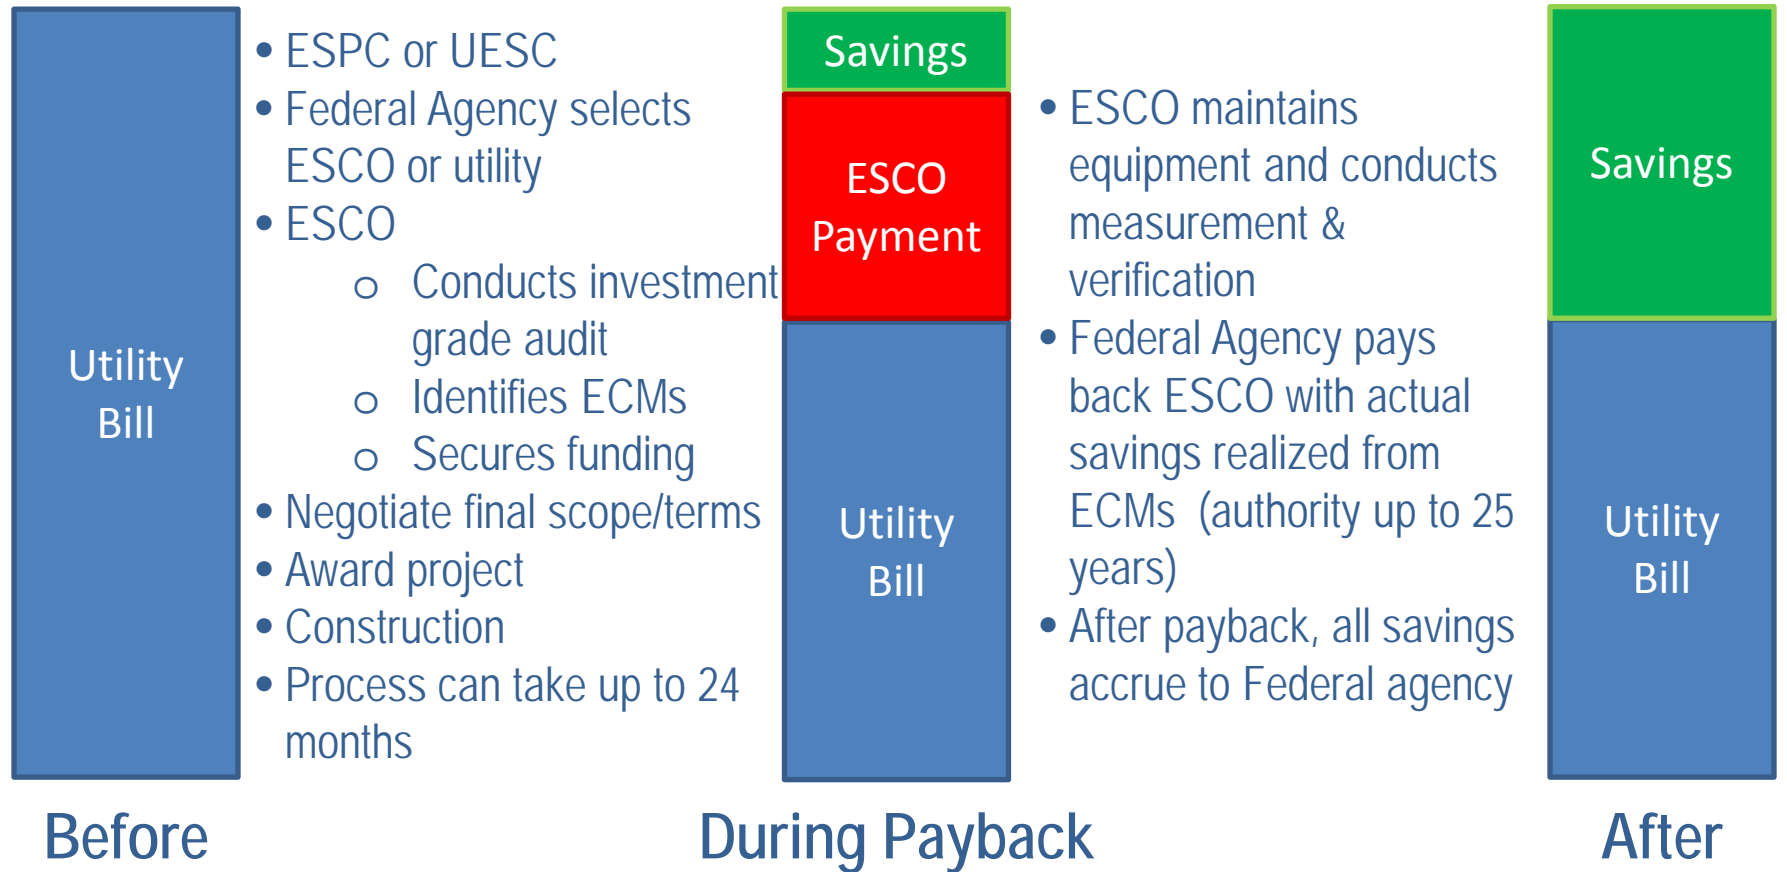 Utility
Bill
• ESPC or UESC
• Federal Agency selects
ESCO or utility
• ESCO
o Conducts investment
grade audit
o Identifies ECMs
o Secures funding
• Negotiate final scope/terms
• Award project
• Construction
• Process can take up to 24
months
Savings
ESCO
Payment
Utility
Bill
• ESCO maintains
equipment and conducts
measurement &
verification
• Federal Agency pays
back ESCO with actual
savings realized from
ECMs (authority up to 25
years)
• After payback, all savings
accrue to Federal agency
Savings
Utility
Bill
Before
During Payback
After